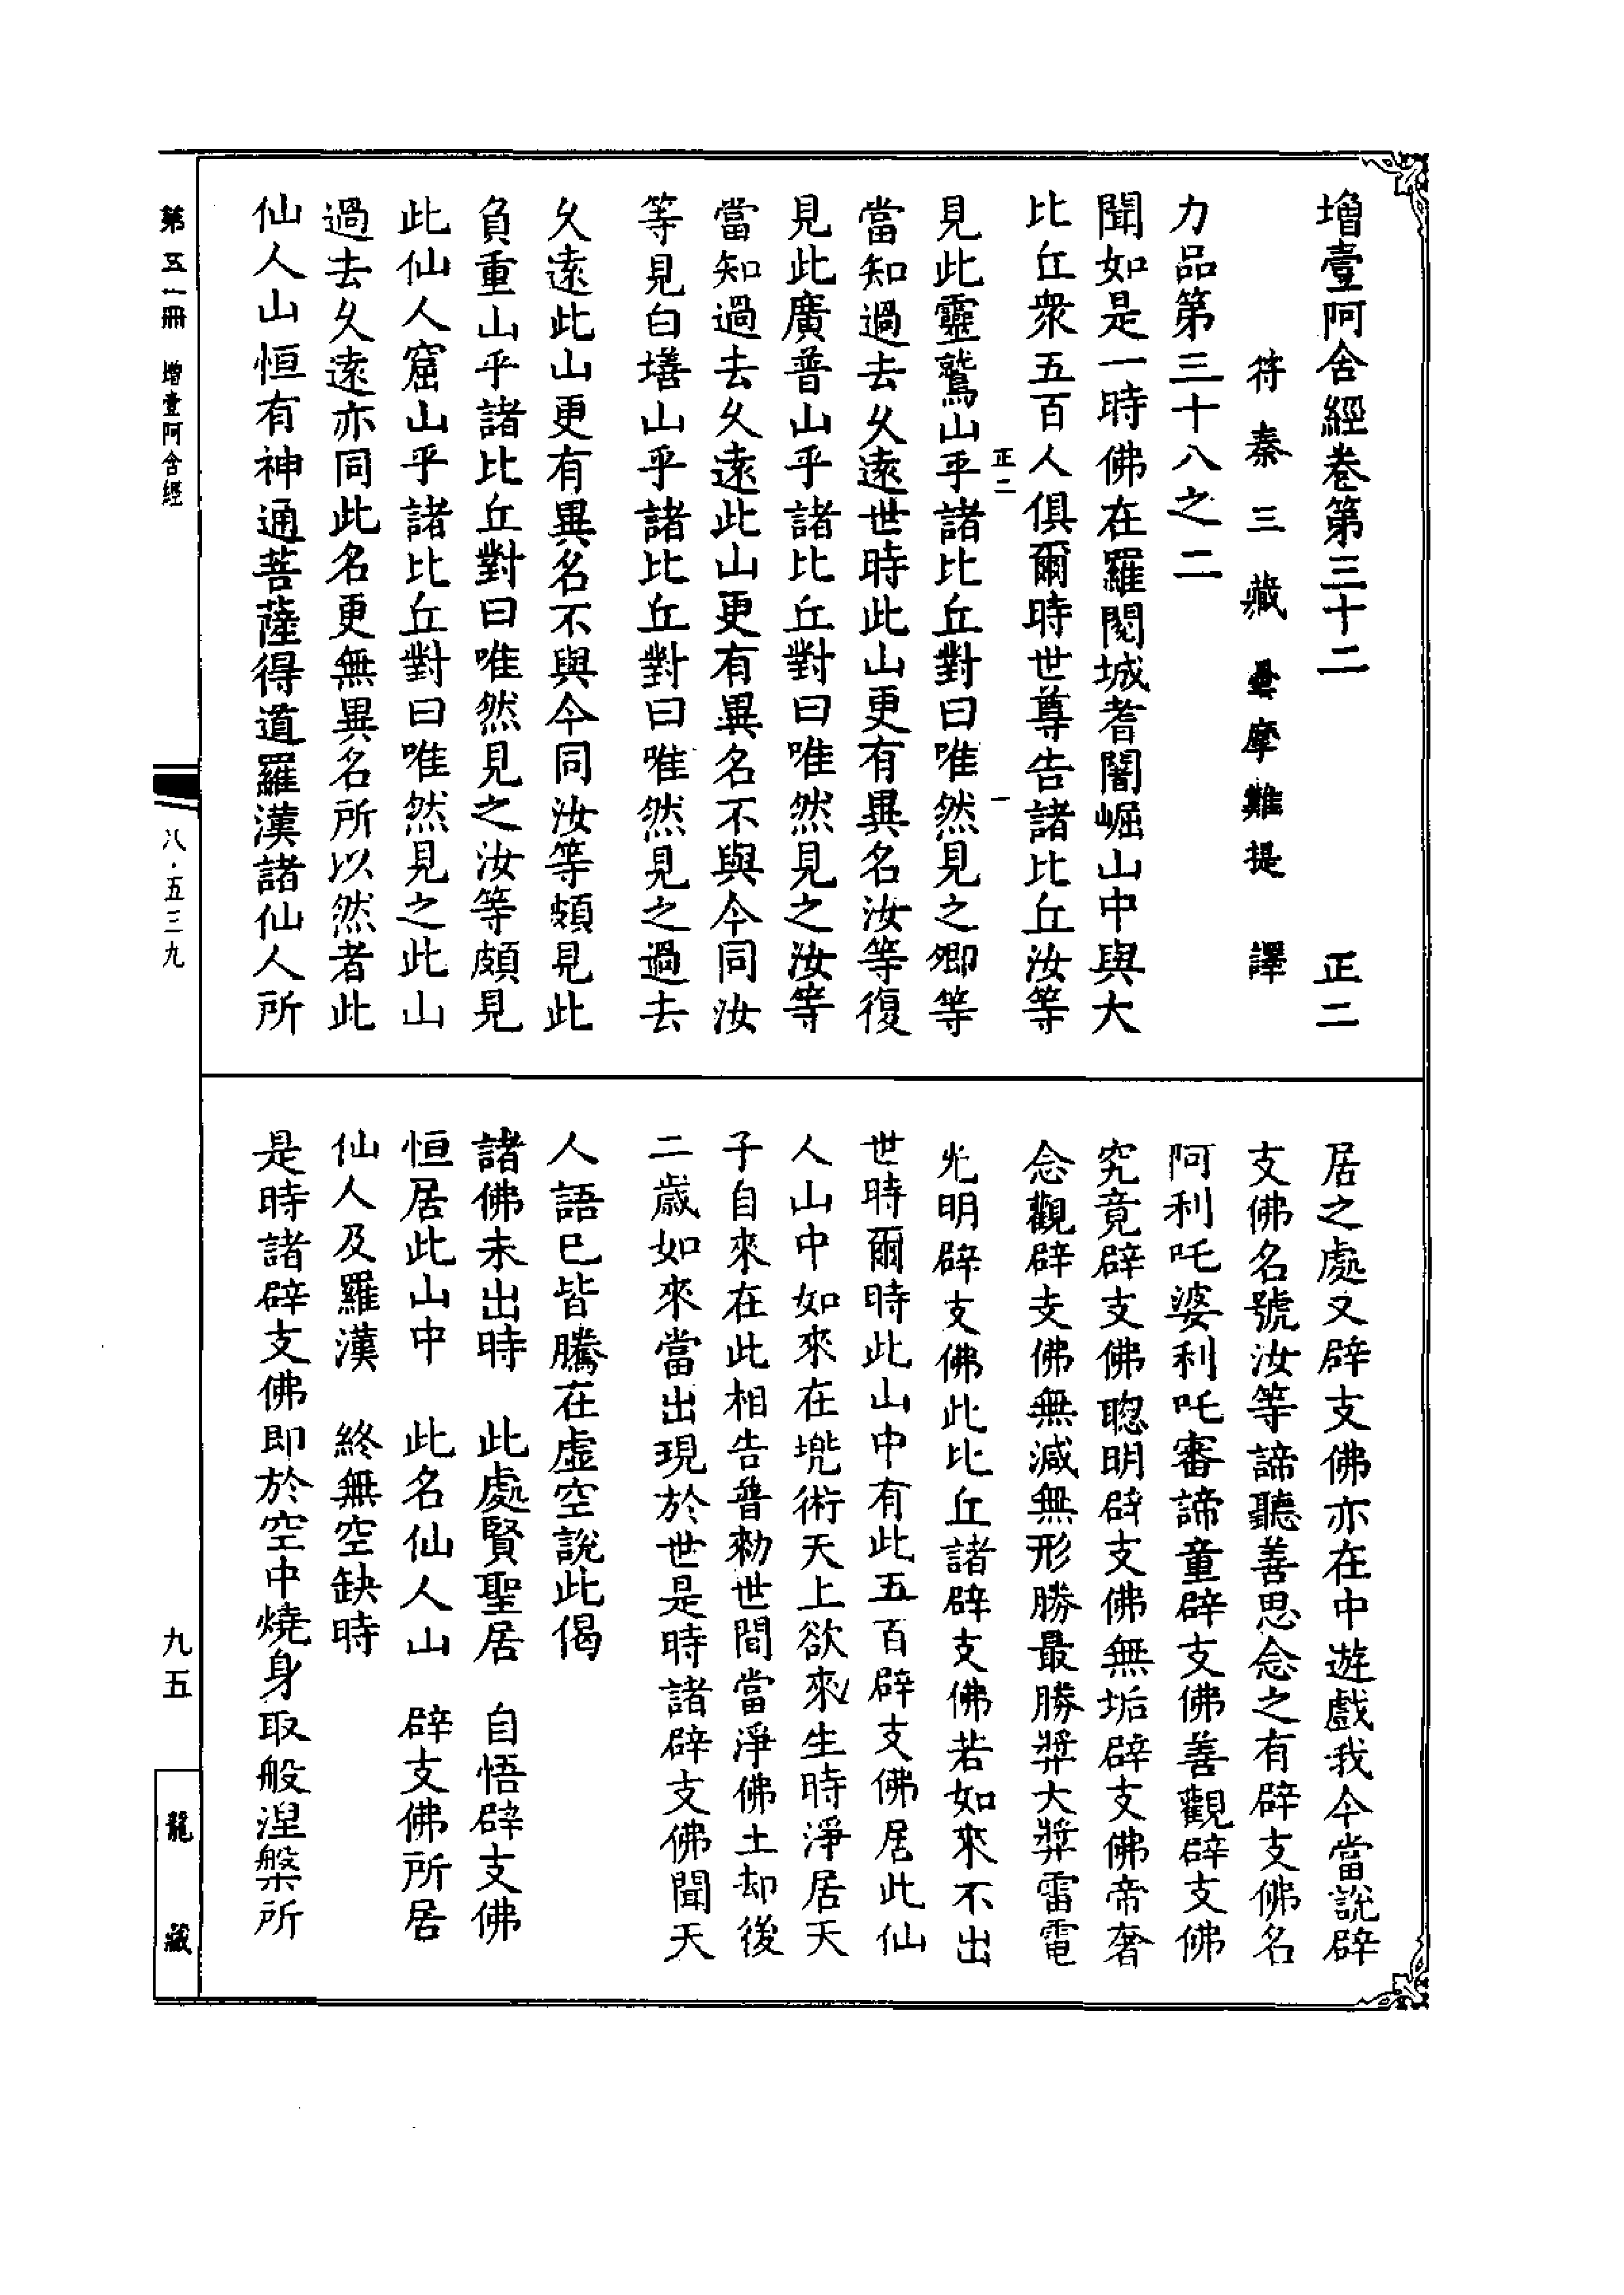 增壹阿含經卷第三十二　正二
苻秦三藏曇摩難提　譯
力品第三十八之二
聞如是一時佛在羅閱城耆闍崛山中與大
比丘衆五百人俱爾時世尊告諸比丘汝等
正二　一
見此靈鷲山乎諸比丘對曰唯然見之卿等
當知過去久遠世時此山更有異名汝等復
見此廣普山乎諸比丘對曰唯然見之汝等
當知過去久遠此山更有異名不與今同汝
等見白墡山乎諸比丘對曰唯然見之過去
久遠此山更有異名不與今同汝等頗見此
負重山乎諸比丘對曰唯然見之汝等頗見
此仙人窟山乎諸比丘對曰唯然見之此山
過去久遠亦同此名更無異名所以然者此
仙人山恒有神通菩薩得道羅漢諸仙人所
居之處又辟支佛亦在中遊戲我今當說辟
支佛名號汝等諦聽善思念之有辟支佛名
阿利吒婆利吒審諦童辟支佛善觀辟支佛
究竟辟支佛聰明辟支佛無垢辟支佛帝奢
念觀辟支佛無減無形勝最勝弉大弉雷電
光明辟支佛此比丘諸辟支佛若如來不出
世時爾時此山中有此五百辟支佛居此仙
人山中如來在兜術天上欲來生時淨居天
子自來在此相告普勑世間當淨佛土却後
二歲如來當出現於世是時諸辟支佛聞天
人語已皆騰在虛空說此偈
諸佛未出時　此處賢聖居　自悟辟支佛
恒居此山中　此名仙人山　辟支佛所居
仙人及羅漢　終無空缺時
是時諸辟支佛即於空中燒身取般涅槃所
第五一冊　增壹阿含經
八·五三九
九五
龍藏